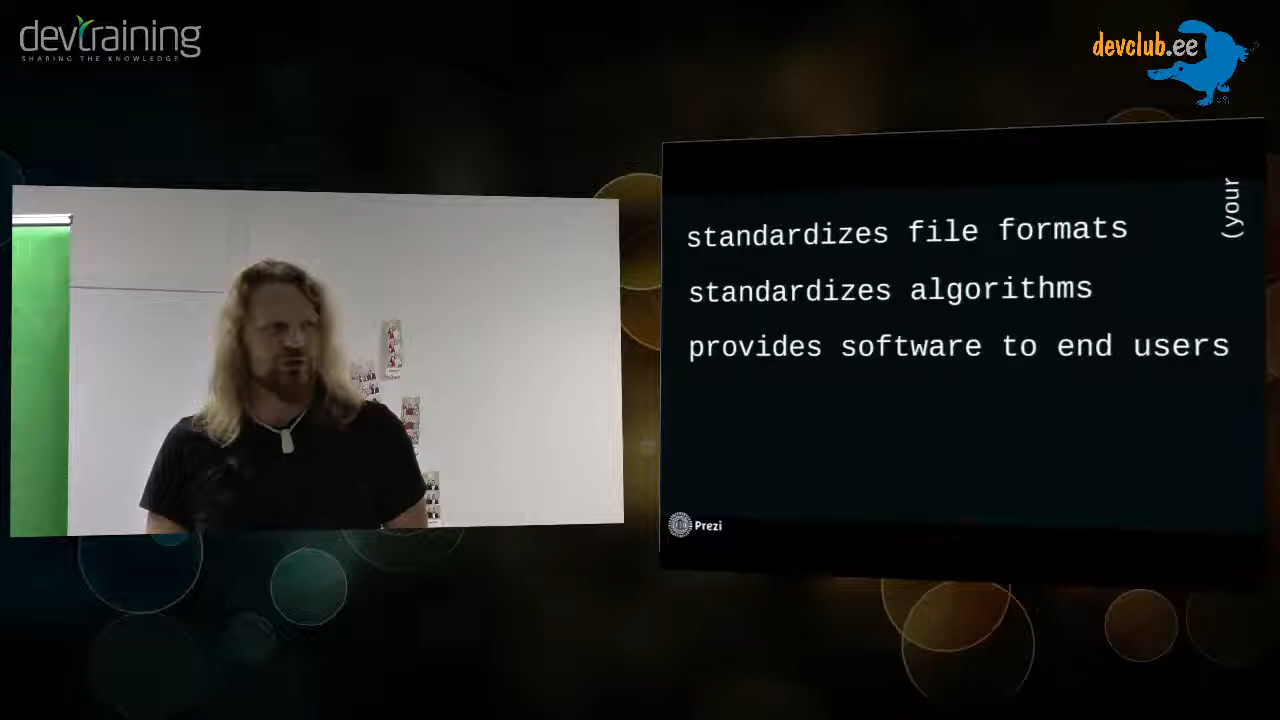 devtraining
SHARING THE KNOWLEDGE
devclub.ee
standardizes file formats
standardizes algorithms
provides software to end users
(your
Prezi